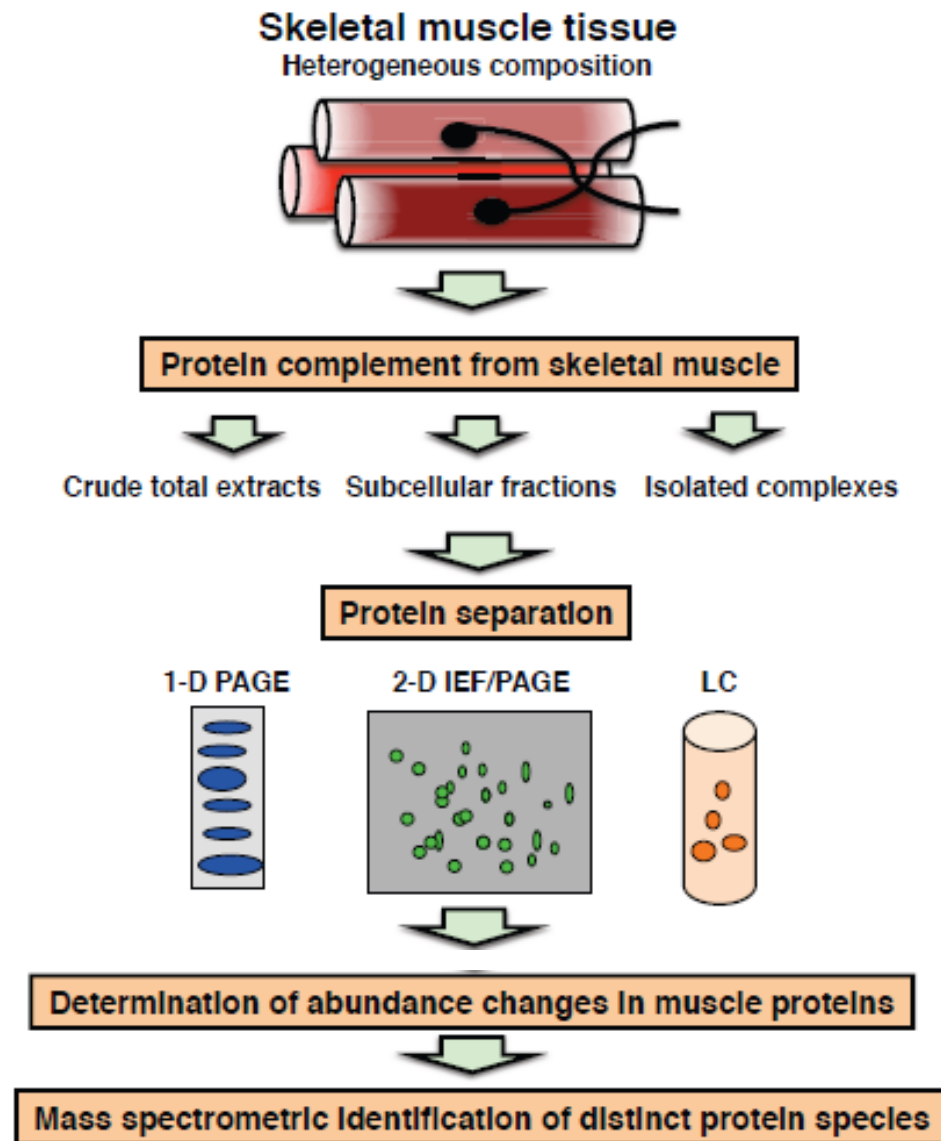 Skeletal muscle tissue
Heterogeneous composition
Protein complement from skeletal muscle
Crude total extracts Subcellular fractions Isolated complexes
Protein separation
1-D PAGE 2-D IEF/PAGE LC
Determination of abundance changes in muscle proteins
Mass spectrometric identification of distinct protein species